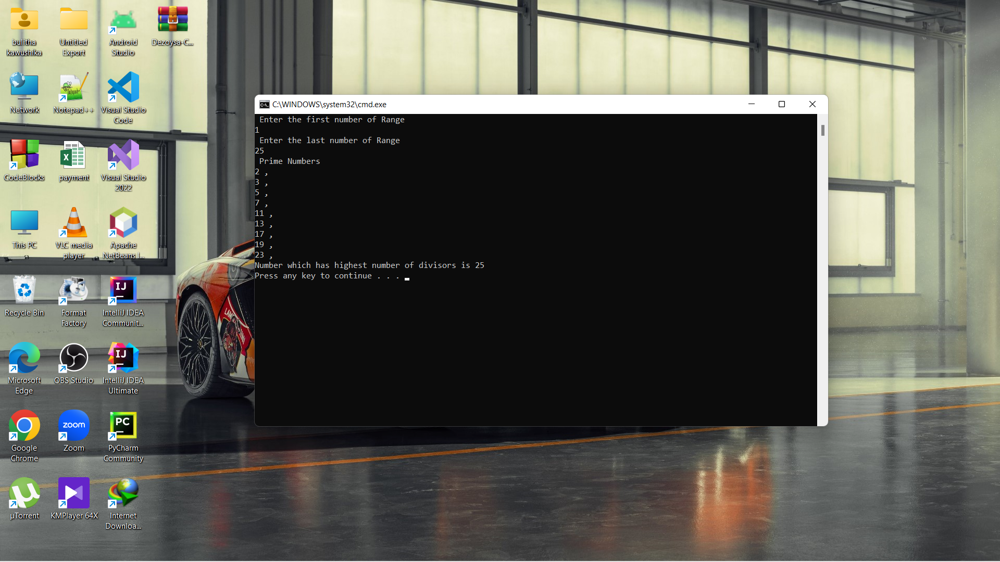 bulitha
kawushika
Untitled
Export
Android
Studio
Dezoysa-C...
Network
Notepad++
Visual Studio
Code
CodeBlocks
payment
Visual Studio
2022
This PC
VLC media
player
Apache
NetBeans I...
Recycle Bin
Format
Factory
IntelliJ IDEA
Communit...
Microsoft
Edge
OBS Studio
IntelliJ IDEA
Ultimate
Google
Chrome
zoom
Zoom
PC
PyCharm
Community
µTorrent
KMPlayer 64X
Internet
Downloa...
C:\WINDOWS\system32\cmd.exe
Enter the first number of Range
1
Enter the last number of Range
25
Prime Numbers
2 ,
3 ,
5 ,
7 ,
11 ,
13 ,
17 ,
19 ,
23 ,
Number which has highest number of divisors is 25
Press any key to continue . . .